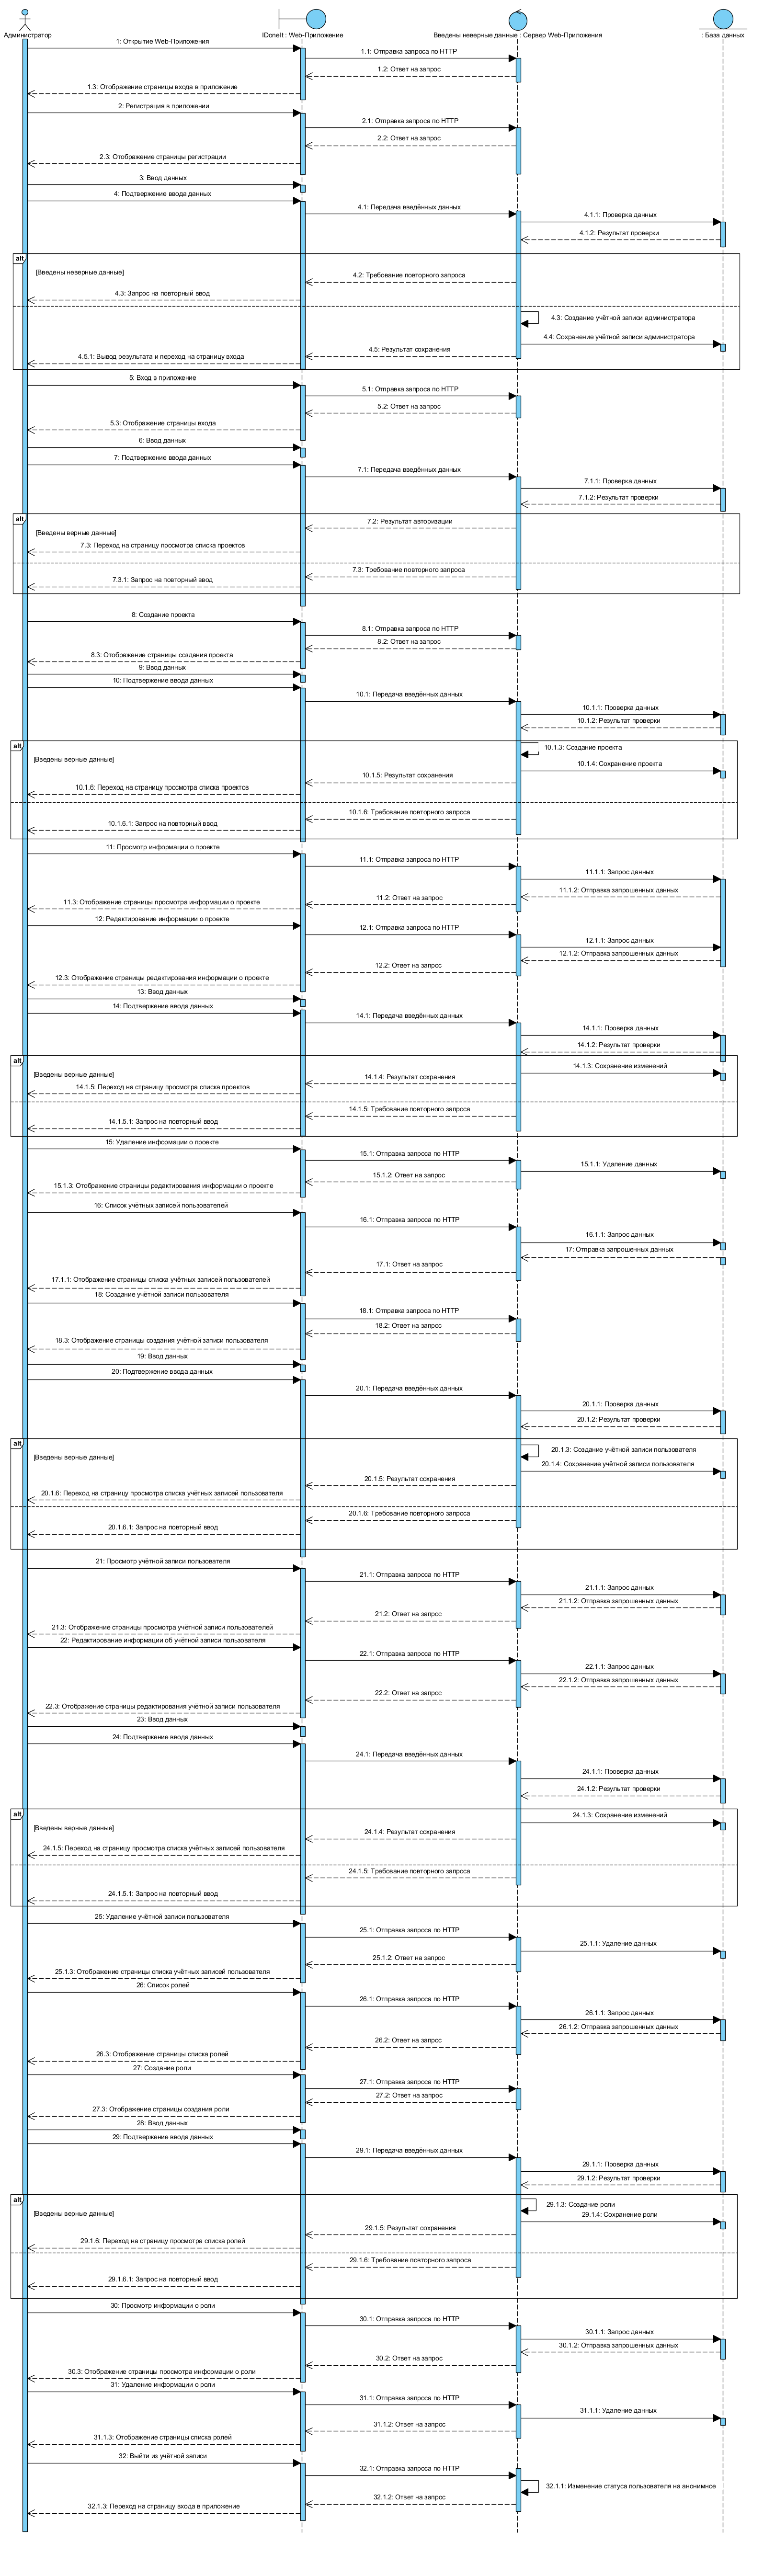 Администратор
IDoneIt : Web-Приложение
Введены неверные данные : Сервер Web-Приложения
: База данных
1: Открытие Web-Приложения
1.1: Отправка запроса по HTTP
1.2: Ответ на запрос
1.3: Отображение страницы входа в приложение
2: Регистрация в приложении
2.1: Отправка запроса по HTTP
2.2: Ответ на запрос
2.3: Отображение страницы регистрации
3: Ввод данных
4: Подтвержение ввода данных
4.1: Передача введённых данных
4.1.1: Проверка данных
4.1.2: Результат проверки
alt
[Введены неверные данные]
4.2: Требование повторного запроса
4.3: Запрос на повторный ввод
4.3: Создание учётной записи администратора
4.4: Сохранение учётной записи администратора
4.5: Результат сохранения
4.5.1: Вывод результата и переход на страницу входа
5: Вход в приложение
5.1: Отправка запроса по HTTP
5.2: Ответ на запрос
5.3: Отображение страницы входа
6: Ввод данных
7: Подтвержение ввода данных
7.1: Передача введённых данных
7.1.1: Проверка данных
7.1.2: Результат проверки
alt
[Введены верные данные]
7.2: Результат авторизации
7.3: Переход на страницу просмотра списка проектов
7.3: Требование повторного запроса
7.3.1: Запрос на повторный ввод
8: Создание проекта
8.1: Отправка запроса по HTTP
8.2: Ответ на запрос
8.3: Отображение страницы создания проекта
9: Ввод данных
10: Подтвержение ввода данных
10.1: Передача введённых данных
10.1.1: Проверка данных
10.1.2: Результат проверки
alt
[Введены верные данные]
10.1.3: Создание проекта
10.1.4: Сохранение проекта
10.1.5: Результат сохранения
10.1.6: Переход на страницу просмотра списка проектов
10.1.6: Требование повторного запроса
10.1.6.1: Запрос на повторный ввод
11: Просмотр информации о проекте
11.1: Отправка запроса по HTTP
11.1.1: Запрос данных
11.1.2: Отправка запрошенных данных
11.2: Ответ на запрос
11.3: Отображение страницы просмотра информации о проекте
12: Редактирование информации о проекте
12.1: Отправка запроса по HTTP
12.1.1: Запрос данных
12.1.2: Отправка запрошенных данных
12.2: Ответ на запрос
12.3: Отображение страницы редактирования информации о проекте
13: Ввод данных
14: Подтвержение ввода данных
14.1: Передача введённых данных
14.1.1: Проверка данных
14.1.2: Результат проверки
alt
[Введены верные данные]
14.1.3: Сохранение изменений
14.1.4: Результат сохранения
14.1.5: Переход на страницу просмотра списка проектов
14.1.5: Требование повторного запроса
14.1.5.1: Запрос на повторный ввод
15: Удаление информации о проекте
15.1: Отправка запроса по HTTP
15.1.1: Удаление данных
15.1.2: Ответ на запрос
15.1.3: Отображение страницы редактирования информации о проекте
16: Список учётных записей пользователей
16.1: Отправка запроса по HTTP
16.1.1: Запрос данных
17: Отправка запрошенных данных
17.1: Ответ на запрос
17.1.1: Отображение страницы списка учётных записей пользователей
18: Создание учётной записи пользователя
18.1: Отправка запроса по HTTP
18.2: Ответ на запрос
18.3: Отображение страницы создания учётной записи пользователя
19: Ввод данных
20: Подтвержение ввода данных
20.1: Передача введённых данных
20.1.1: Проверка данных
20.1.2: Результат проверки
alt
[Введены верные данные]
20.1.3: Создание учётной записи пользователя
20.1.4: Сохранение учётной записи пользователя
20.1.5: Результат сохранения
20.1.6: Переход на страницу просмотра списка учётных записей пользователя
20.1.6: Требование повторного запроса
20.1.6.1: Запрос на повторный ввод
21: Просмотр учётной записи пользователя
21.1: Отправка запроса по HTTP
21.1.1: Запрос данных
21.1.2: Отправка запрошенных данных
21.2: Ответ на запрос
21.3: Отображение страницы просмотра учётной записи пользователей
22: Редактирование информации об учётной записи пользователя
22.1: Отправка запроса по HTTP
22.1.1: Запрос данных
22.1.2: Отправка запрошенных данных
22.2: Ответ на запрос
22.3: Отображение страницы редактирования учётной записи пользователя
23: Ввод данных
24: Подтвержение ввода данных
24.1: Передача введённых данных
24.1.1: Проверка данных
24.1.2: Результат проверки
alt
[Введены верные данные]
24.1.3: Сохранение изменений
24.1.4: Результат сохранения
24.1.5: Переход на страницу просмотра списка учётных записей пользователя
24.1.5: Требование повторного запроса
24.1.5.1: Запрос на повторный ввод
25: Удаление учётной записи пользователя
25.1: Отправка запроса по HTTP
25.1.1: Удаление данных
25.1.2: Ответ на запрос
25.1.3: Отображение страницы списка учётных записей пользователя
26: Список ролей
26.1: Отправка запроса по HTTP
26.1.1: Запрос данных
26.1.2: Отправка запрошенных данных
26.2: Ответ на запрос
26.3: Отображение страницы списка ролей
27: Создание роли
27.1: Отправка запроса по HTTP
27.2: Ответ на запрос
27.3: Отображение страницы создания роли
28: Ввод данных
29: Подтвержение ввода данных
29.1: Передача введённых данных
29.1.1: Проверка данных
29.1.2: Результат проверки
alt
[Введены верные данные]
29.1.3: Создание роли
29.1.4: Сохранение роли
29.1.5: Результат сохранения
29.1.6: Переход на страницу просмотра списка ролей
29.1.6: Требование повторного запроса
29.1.6.1: Запрос на повторный ввод
30: Просмотр информации о роли
30.1: Отправка запроса по HTTP
30.1.1: Запрос данных
30.1.2: Отправка запрошенных данных
30.2: Ответ на запрос
30.3: Отображение страницы просмотра информации о роли
31: Удаление информации о роли
31.1: Отправка запроса по HTTP
31.1.1: Удаление данных
31.1.2: Ответ на запрос
31.1.3: Отображение страницы списка ролей
32: Выйти из учётной записи
32.1: Отправка запроса по HTTP
32.1.1: Изменение статуса пользователя на анонимное
32.1.2: Ответ на запрос
32.1.3: Переход на страницу входа в приложение